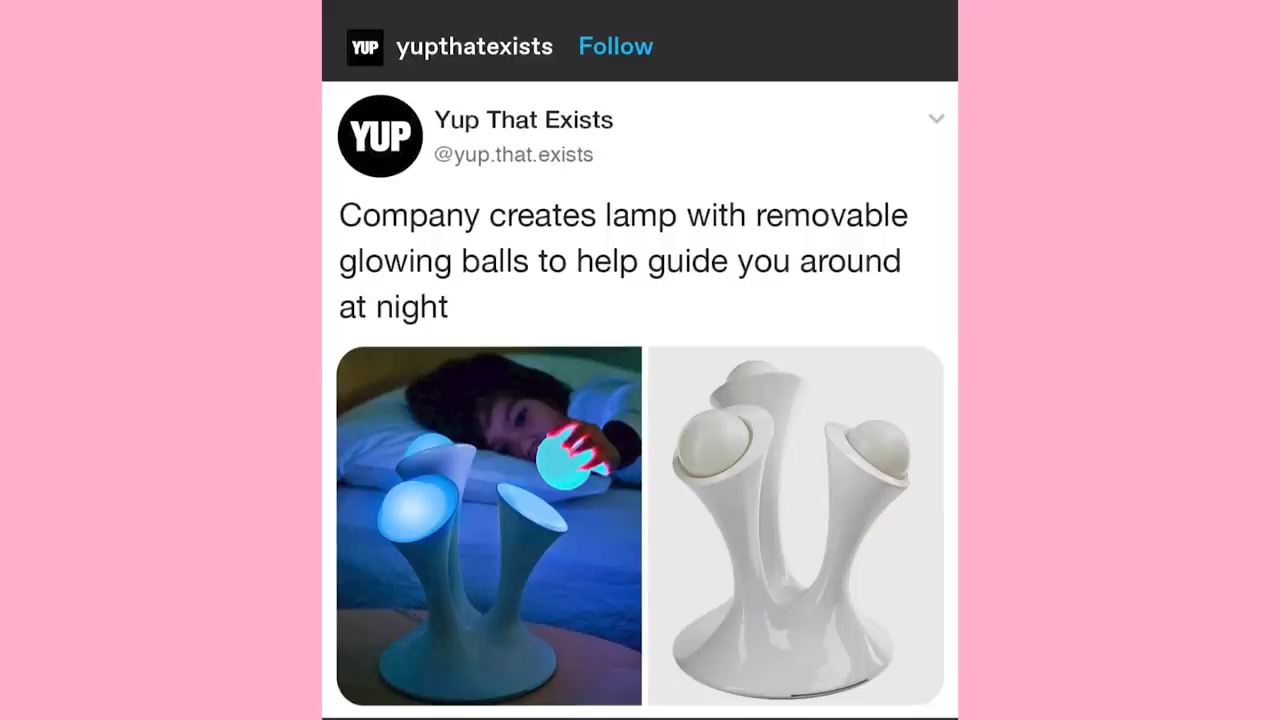 YUP yupthatexists Follow
YUP
Yup That Exists
@yup.that.exists
Company creates lamp with removable
glowing balls to help guide you around
at night